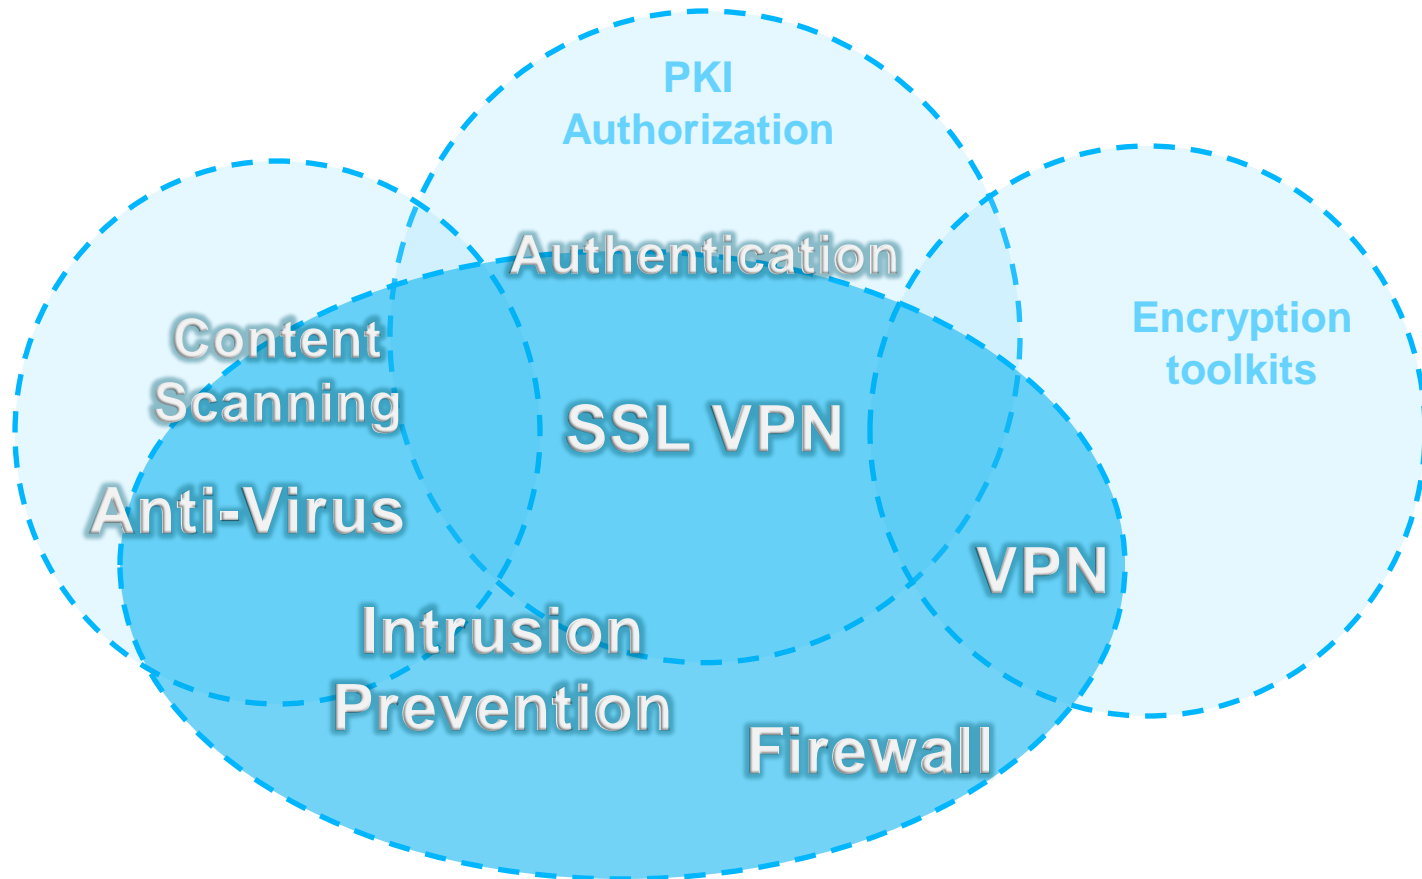 PKI
Authorization
Authentication
Encryption
toolkits
Content
Scanning
SSL VPN
Anti-Virus
VPN
Intrusion
Prevention
Firewall